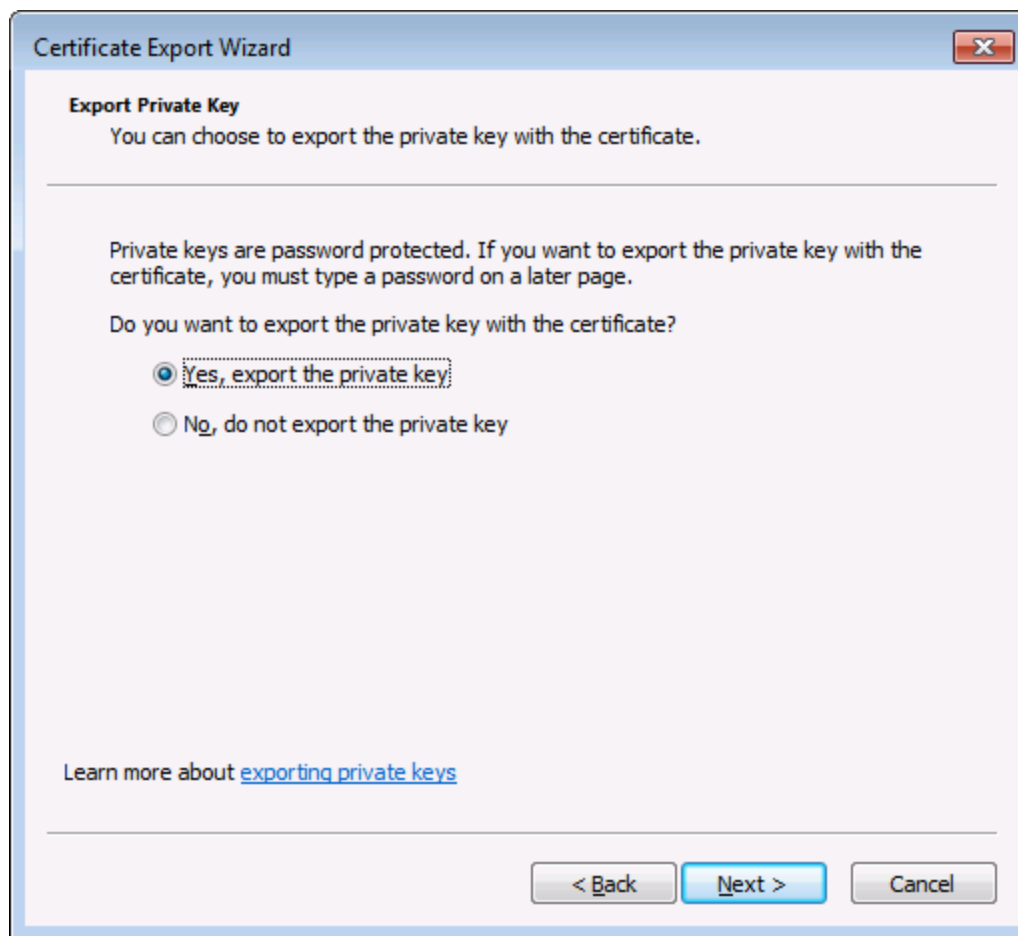 Certificate Export Wizard
Export Private Key
You can choose to export the private key with the certificate.
Private keys are password protected. If you want to export the private key with the
certificate, you must type a password on a later page.
Do you want to export the private key with the certificate?
Yes, export the private key
No, do not export the private key
Learn more about exporting private keys
< Back Next > Cancel